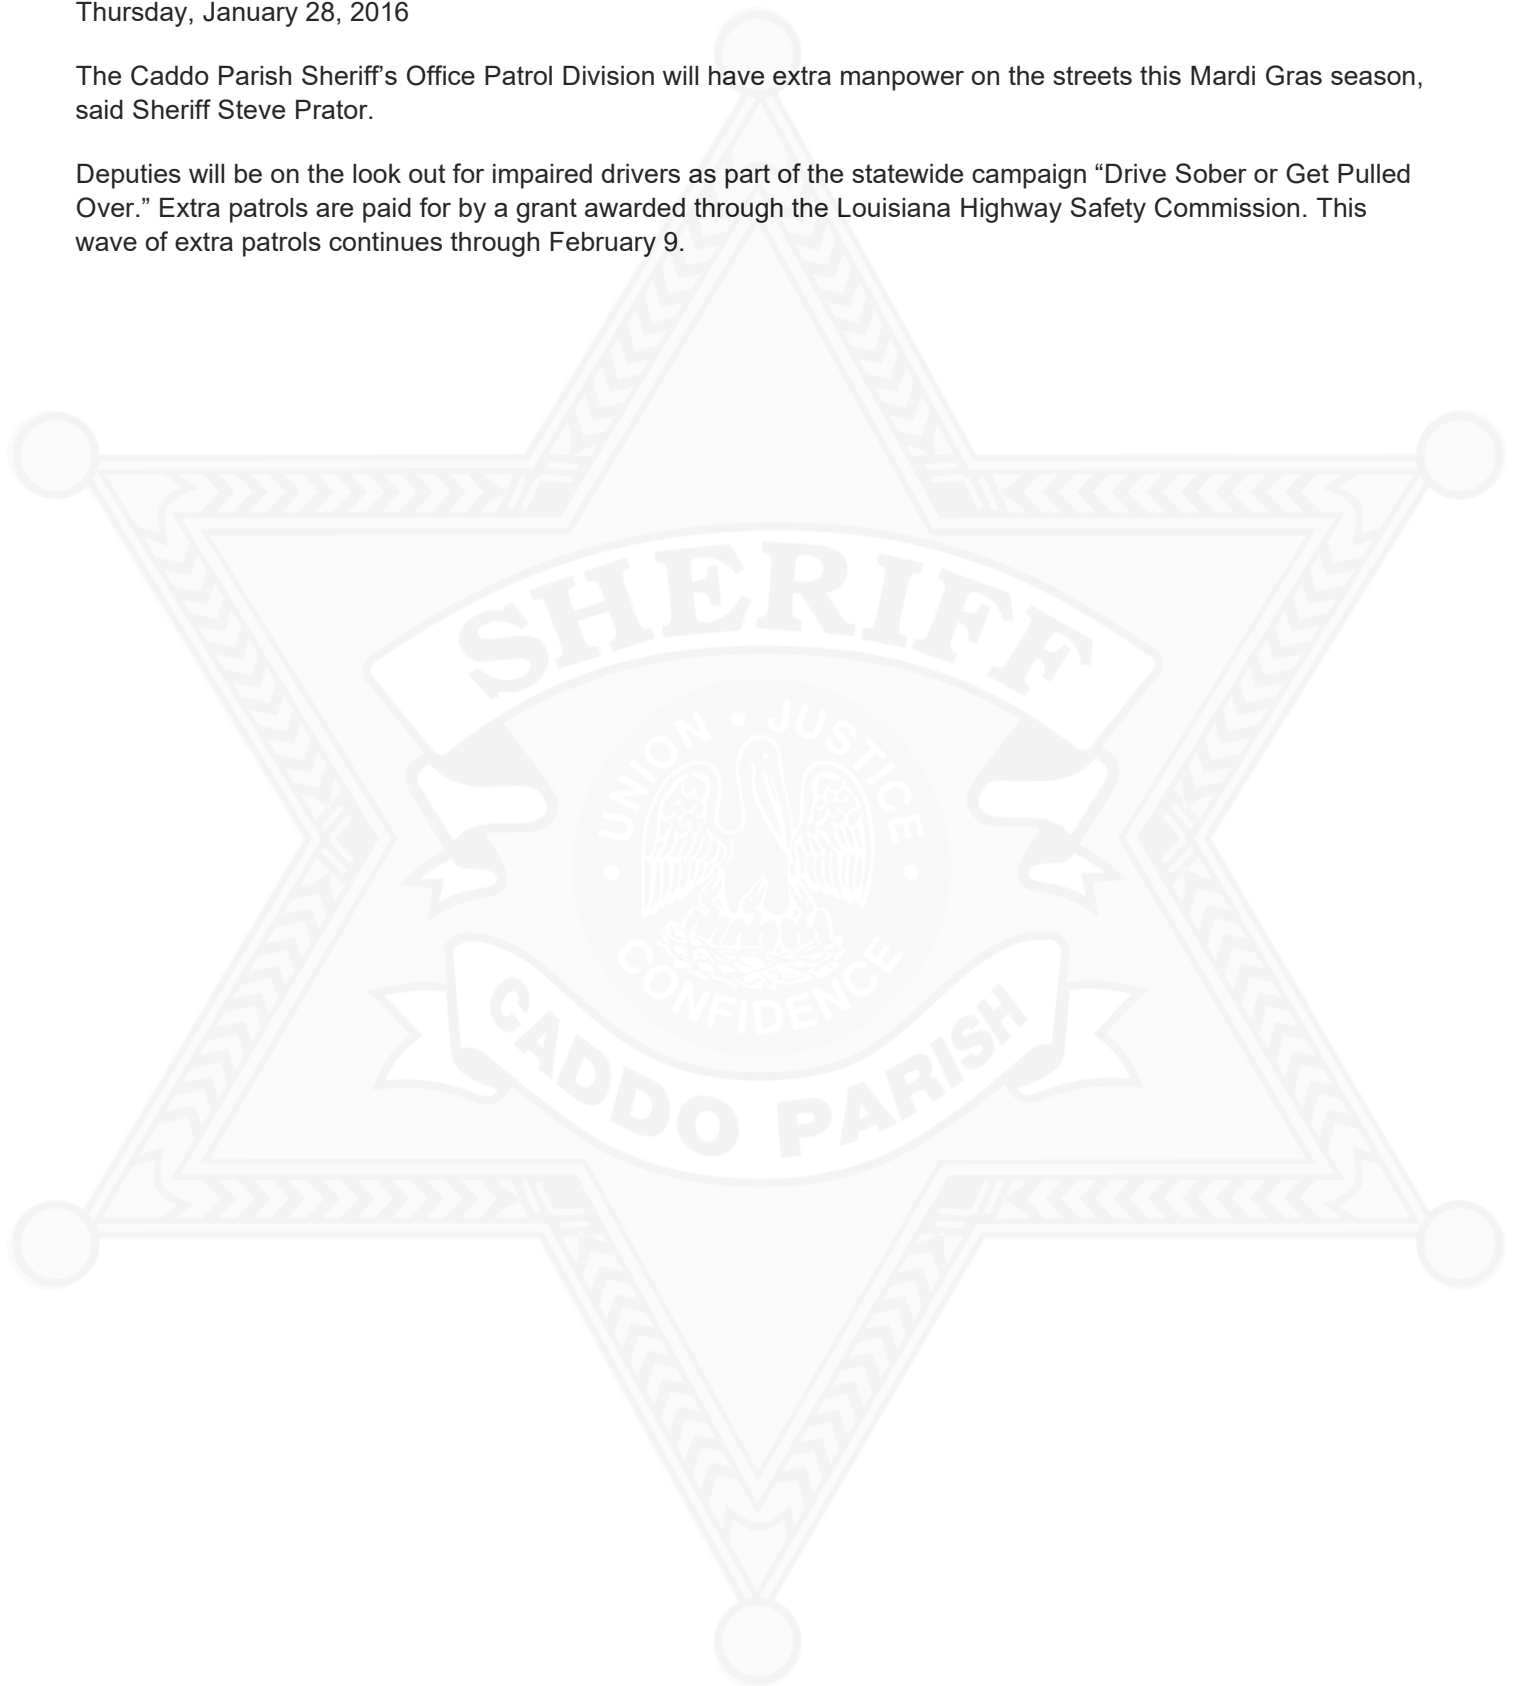 Thursday, January 28, 2016
The Caddo Parish Sheriff’s Office Patrol Division will have extra manpower on the streets this Mardi Gras season,
said Sheriff Steve Prator.
Deputies will be on the look out for impaired drivers as part of the statewide campaign “Drive Sober or Get Pulled
Over.” Extra patrols are paid for by a grant awarded through the Louisiana Highway Safety Commission. This
wave of extra patrols continues through February 9.
SHERIFF
UNION • JUSTICE
• CONFIDENCE •
CADDO PARISH